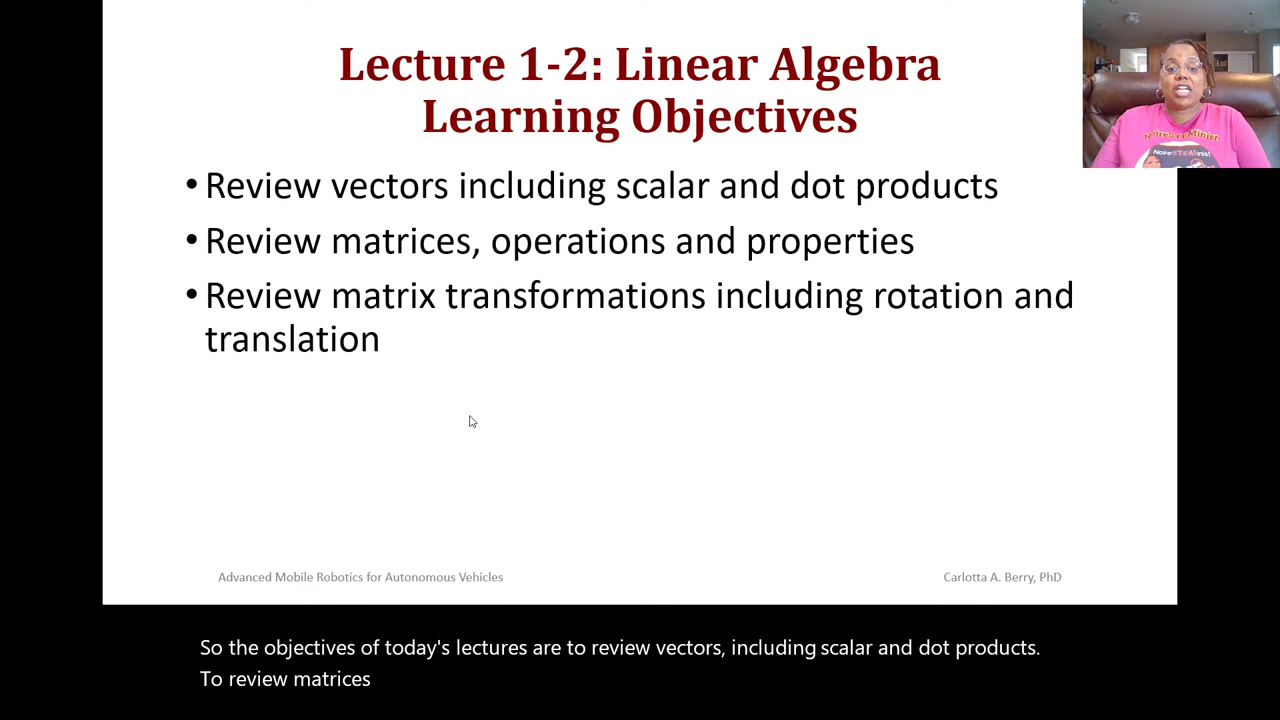 Lecture 1-2: Linear Algebra
Learning Objectives
• Review vectors including scalar and dot products
• Review matrices, operations and properties
• Review matrix transformations including rotation and
translation
Advanced Mobile Robotics for Autonomous Vehicles
Carlotta A. Berry, PhD
So the objectives of today's lectures are to review vectors, including scalar and dot products.
To review matrices